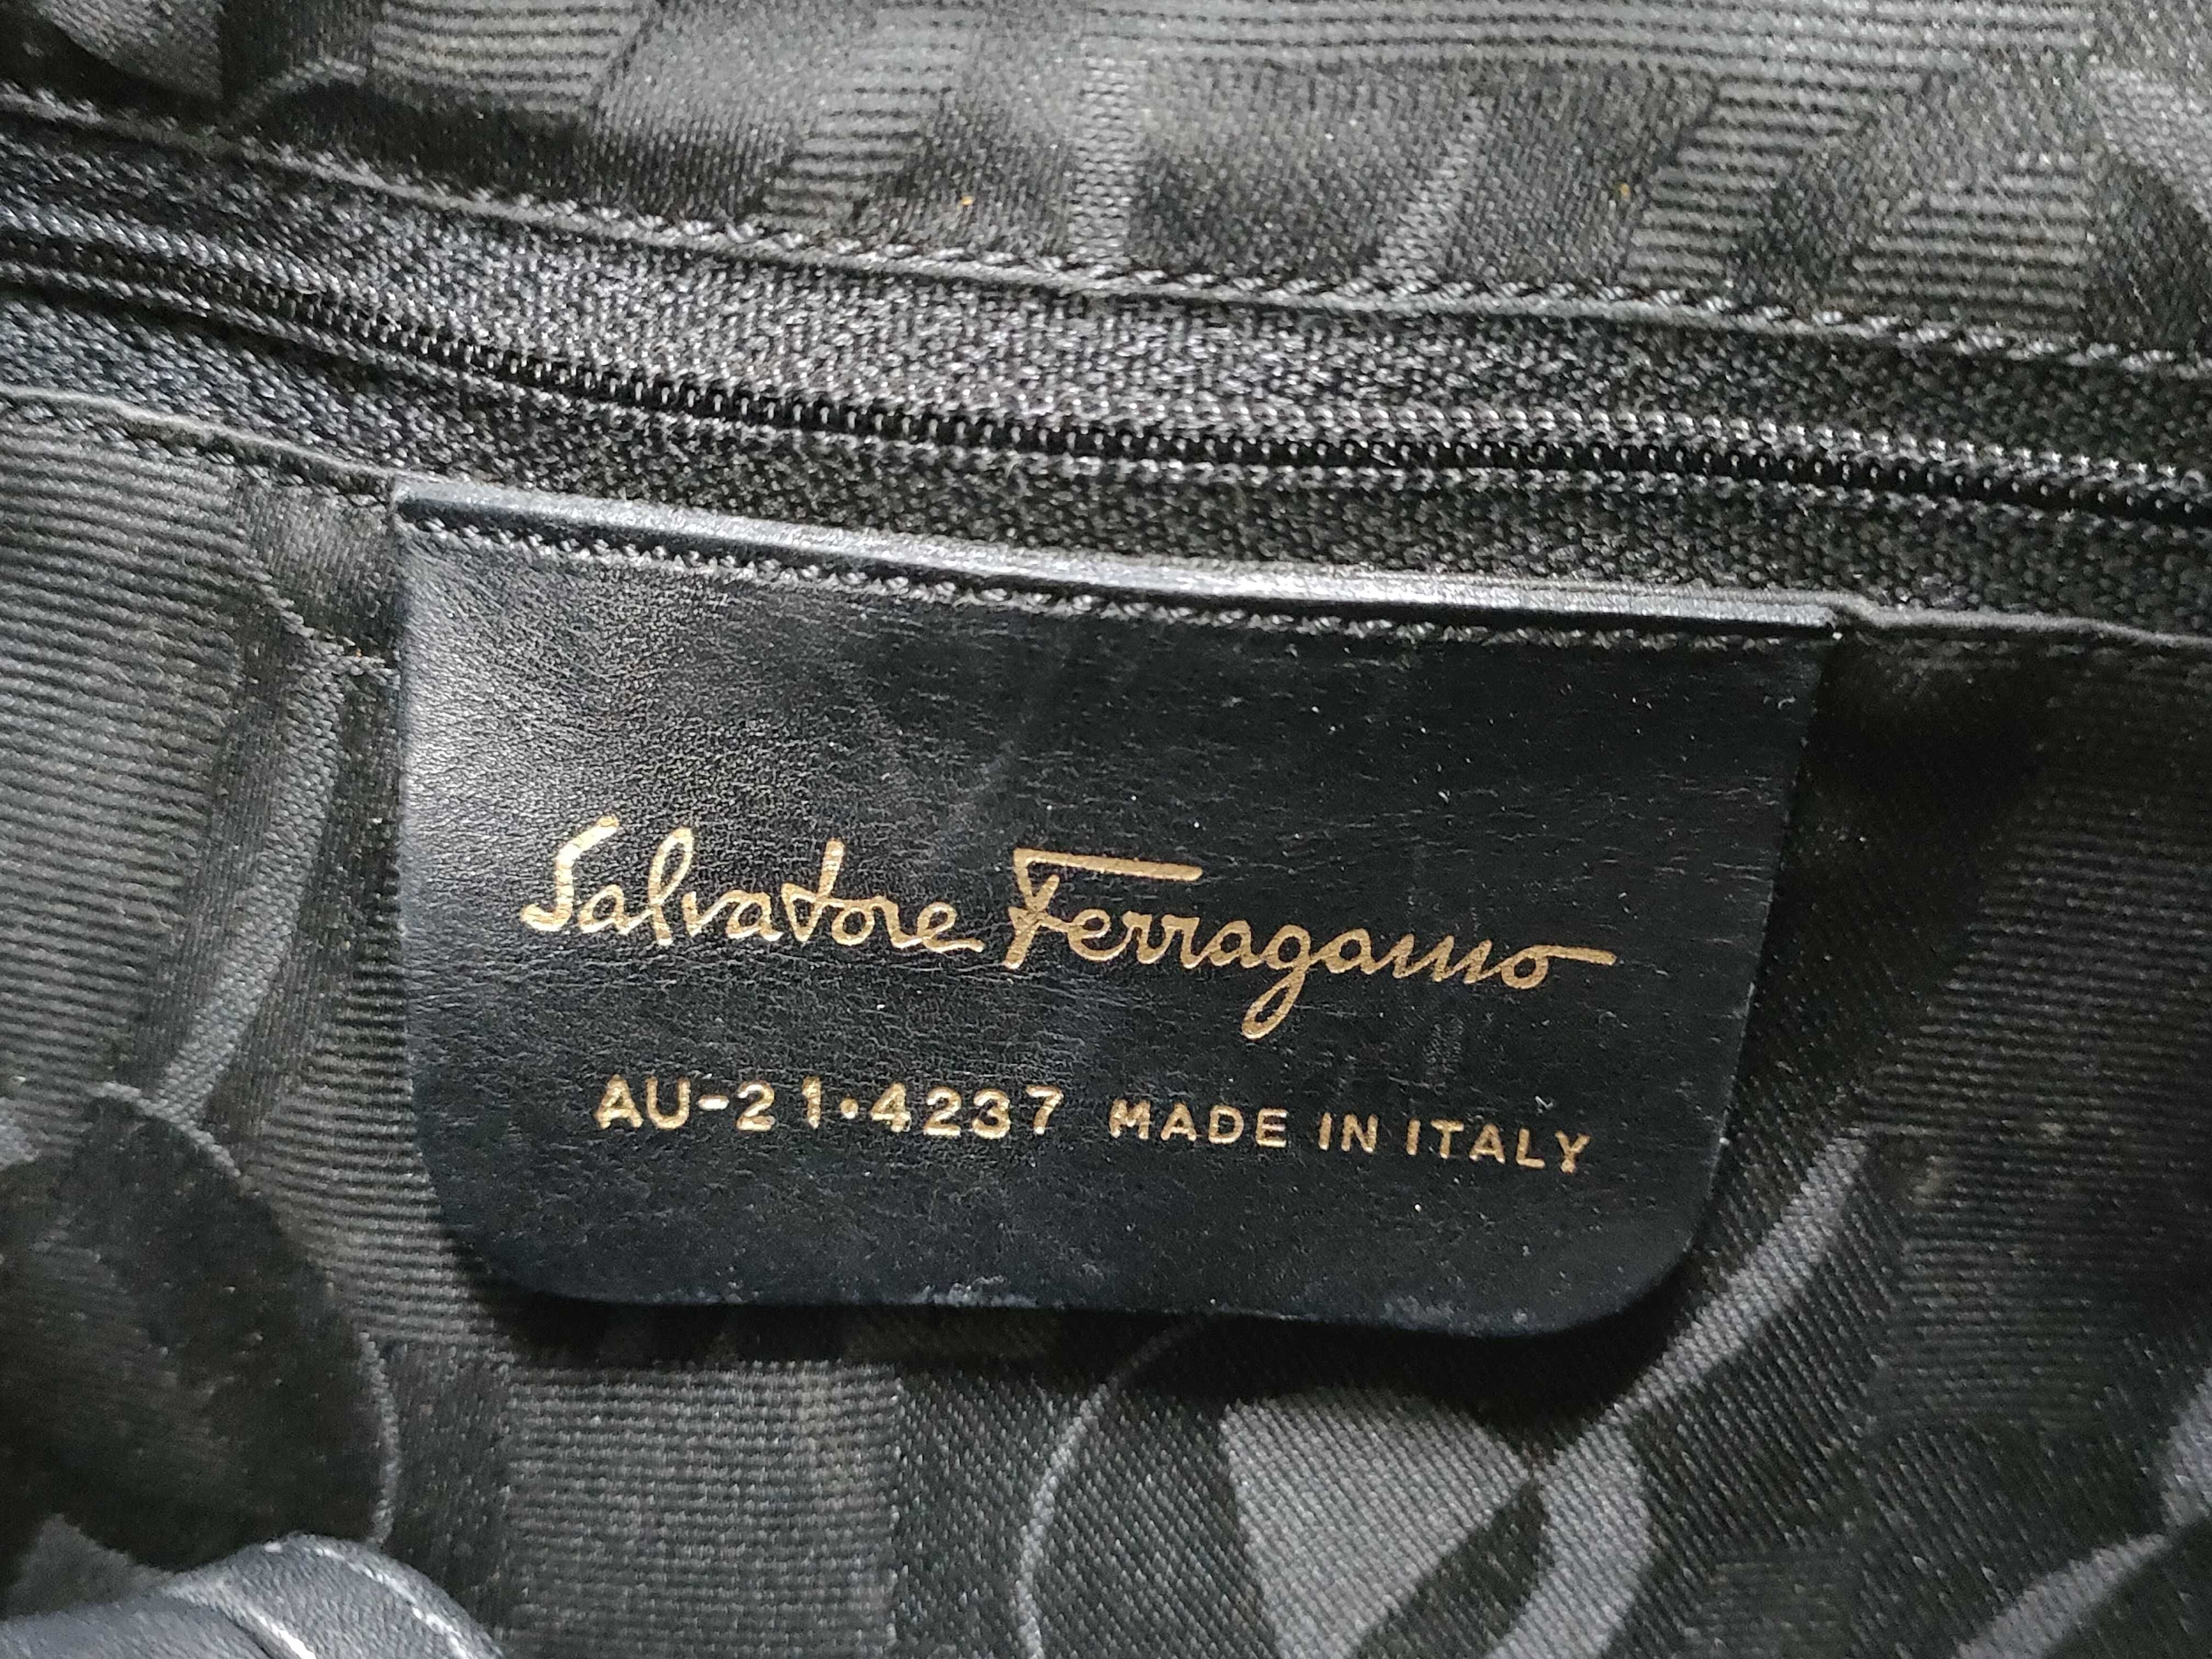 Salvatore Ferragamo
AU-21·4237 MADE IN ITALY